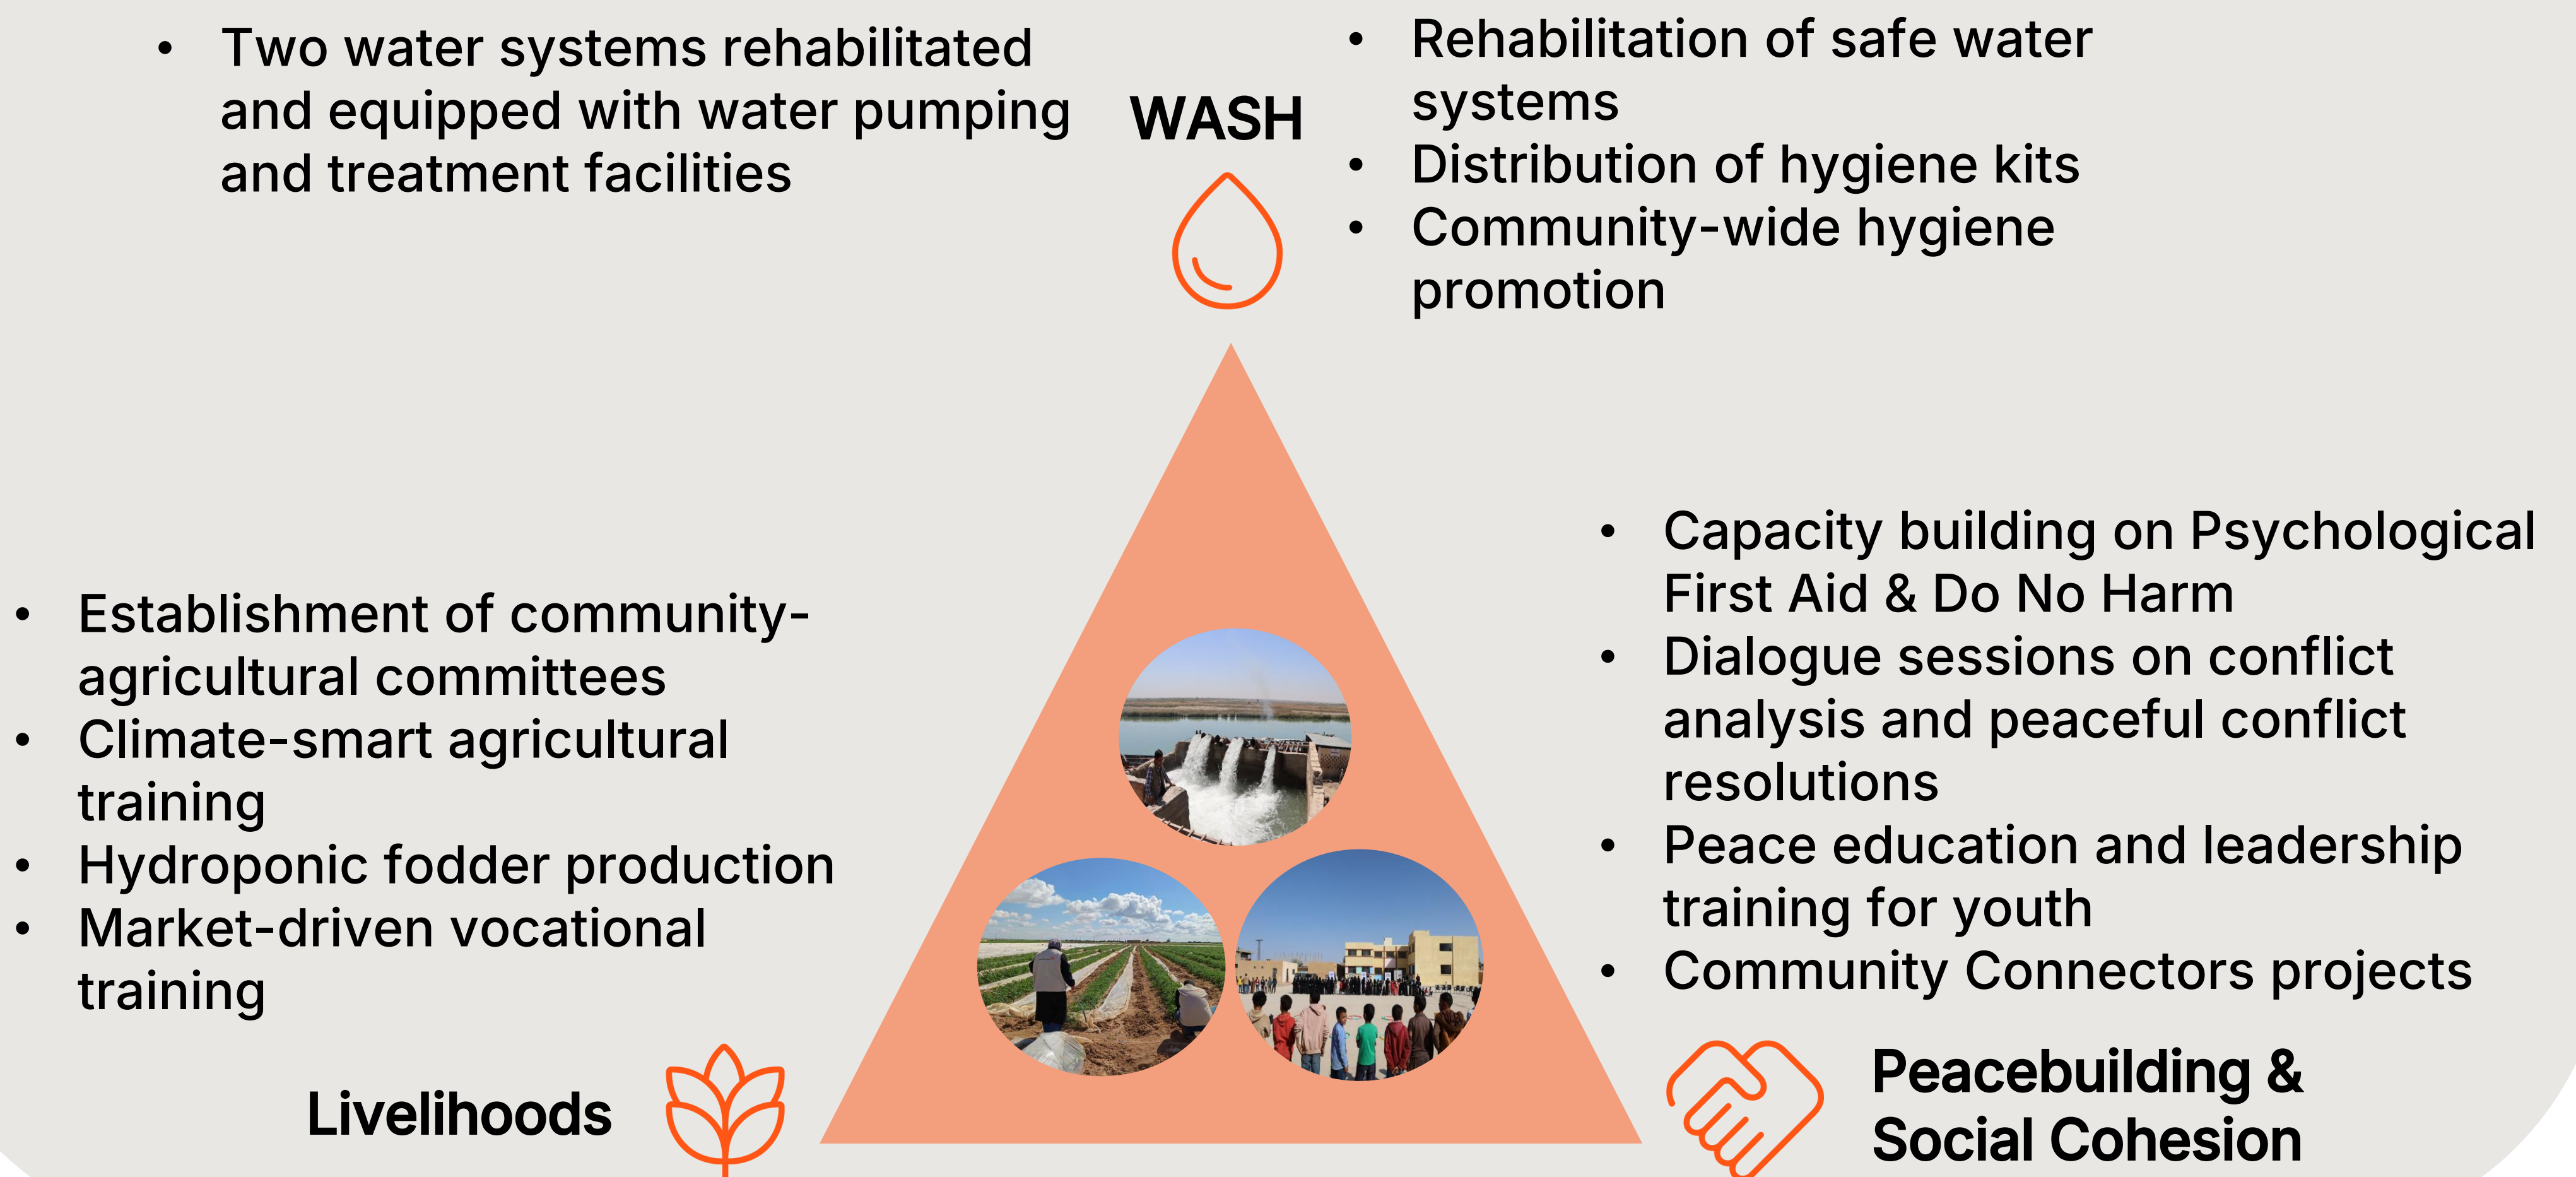 • Two water systems rehabilitated
and equipped with water pumping
and treatment facilities
WASH
• Rehabilitation of safe water
systems
• Distribution of hygiene kits
• Community-wide hygiene
promotion
• Establishment of community-
agricultural committees
• Climate-smart agricultural
training
• Hydroponic fodder production
• Market-driven vocational
training
Livelihoods
• Capacity building on Psychological
First Aid & Do No Harm
• Dialogue sessions on conflict
analysis and peaceful conflict
resolutions
• Peace education and leadership
training for youth
• Community Connectors projects
Peacebuilding &
Social Cohesion